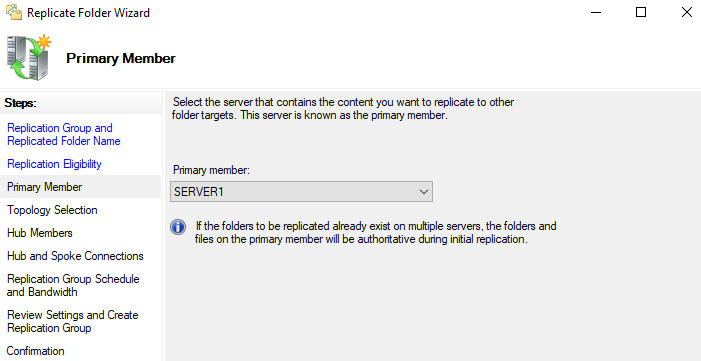 Replicate Folder Wizard
Primary Member
Steps:
Replication Group and
Replicated Folder Name
Replication Eligibility
Primary Member
Topology Selection
Hub Members
Hub and Spoke Connections
Replication Group Schedule
and Bandwidth
Review Settings and Create
Replication Group
Confirmation
Select the server that contains the content you want to replicate to other
folder targets. This server is known as the primary member.
Primary member:
SERVER1
If the folders to be replicated already exist on multiple servers, the folders and
files on the primary member will be authoritative during initial replication.